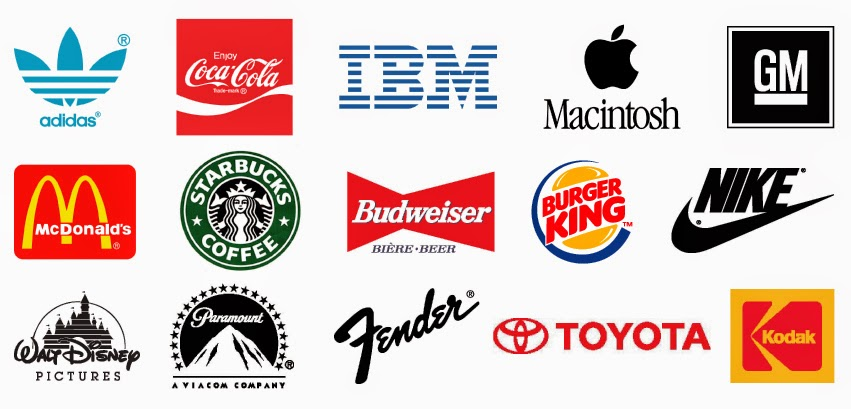 adidas®
®
Enjoy
Coca-Cola
Trade-mark®
IBM
Macintosh
GM
McDonald's
®
STARBUCKS
COFFEE
Budweiser
BIÈRE·BEER
BURGER
KING™
NIKE®
®
WALT DISNEY
PICTURES
Paramount
®
A VIACOM COMPANY
Fender®
TOYOTA
Kodak